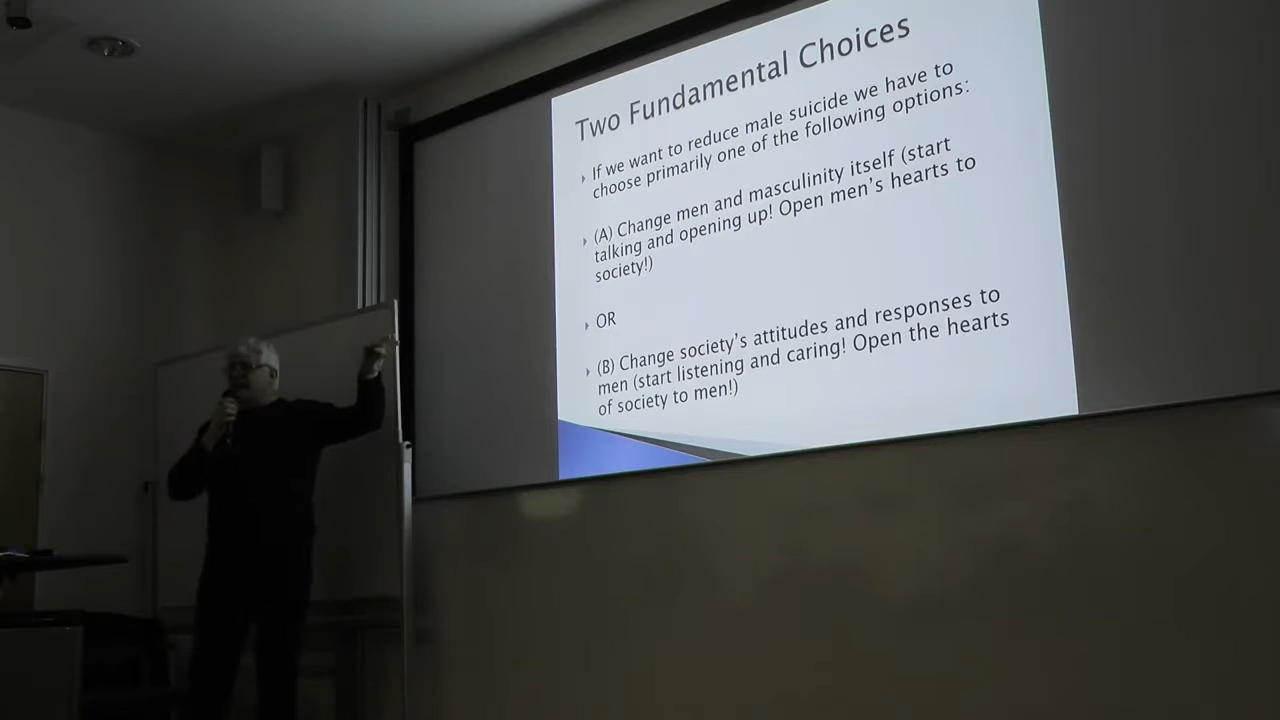 Two Fundamental Choices
If we want to reduce male suicide we have to
choose primarily one of the following options:
(A) Change men and masculinity itself (start
talking and opening up! Open men's hearts to
society!)
OR
(B) Change society's attitudes and responses to
men (start listening and caring! Open the hearts
of society to men!)